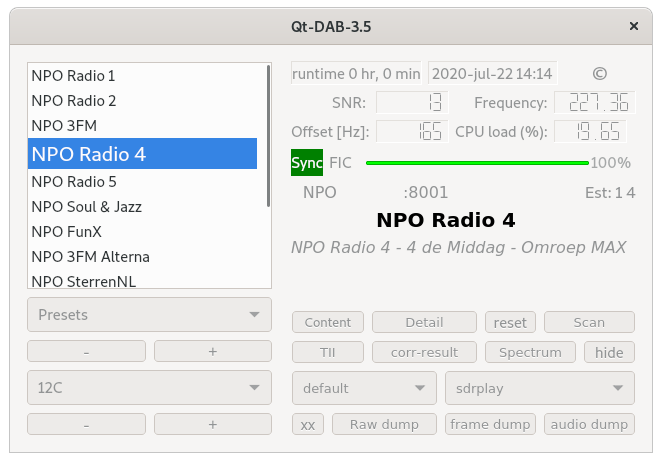 Qt-DAB-3.5 ×
NPO Radio 1
NPO Radio 2
NPO 3FM
NPO Radio 4
NPO Radio 5
NPO Soul & Jazz
NPO FunX
NPO 3FM Alterna
NPO SterrenNL
Presets
- +
12C
- +
runtime 0 hr, 0 min 2020-jul-22 14:14 ©
SNR: 13 Frequency: 227.36
Offset [Hz]: 165 CPU load (%): 19.65
Sync FIC 100%
NPO :8001 Est: 1 4
NPO Radio 4
NPO Radio 4 - 4 de Middag - Omroep MAX
Content Detail reset Scan
TII corr-result Spectrum hide
default sdrplay
xx Raw dump frame dump audio dump